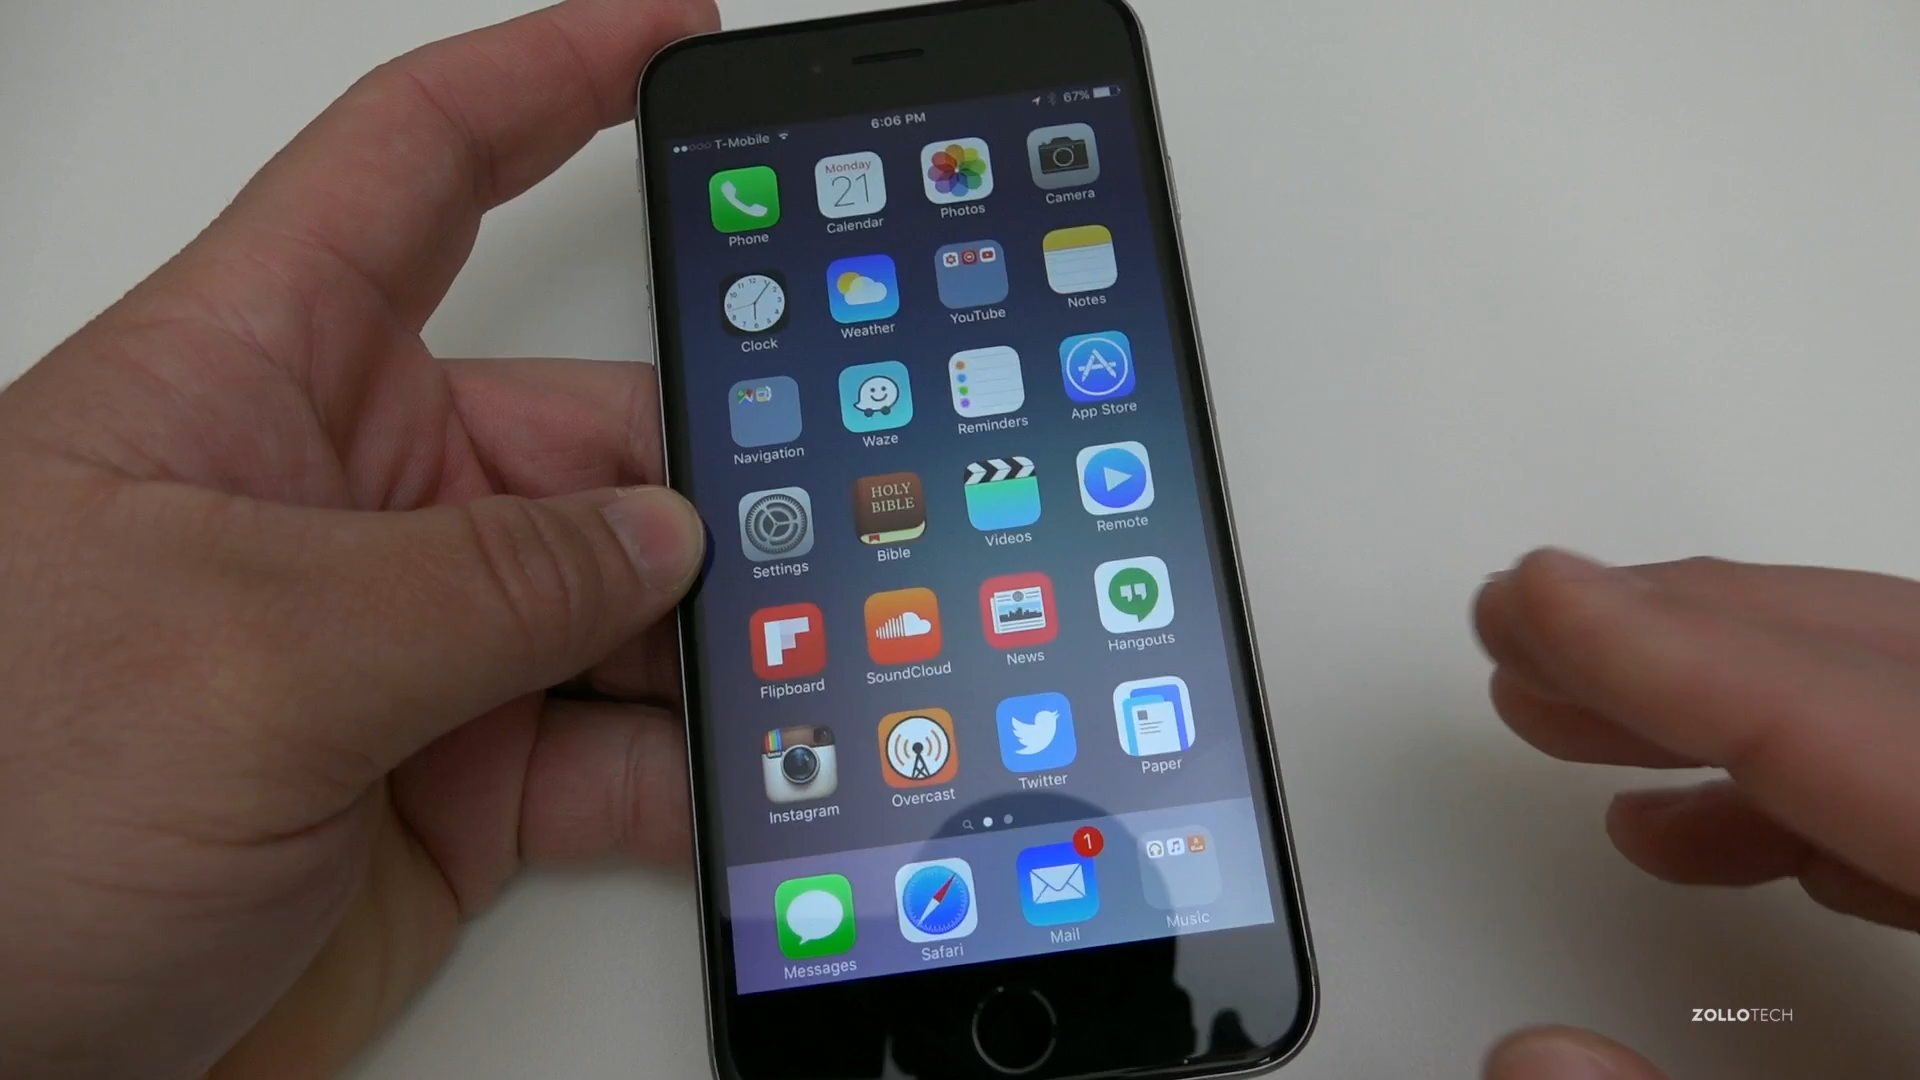 T-Mobile
6:06 PM
67%
Monday
21
Phone
Calendar
Photos
Camera
Clock
Weather
YouTube
Notes
Navigation
Waze
Reminders
App Store
HOLY
BIBLE
Settings
Bible
Videos
Remote
Flipboard
SoundCloud
News
Hangouts
Instagram
Overcast
Twitter
Paper
1
Messages
Safari
Mail
Music
ZOLLOTECH